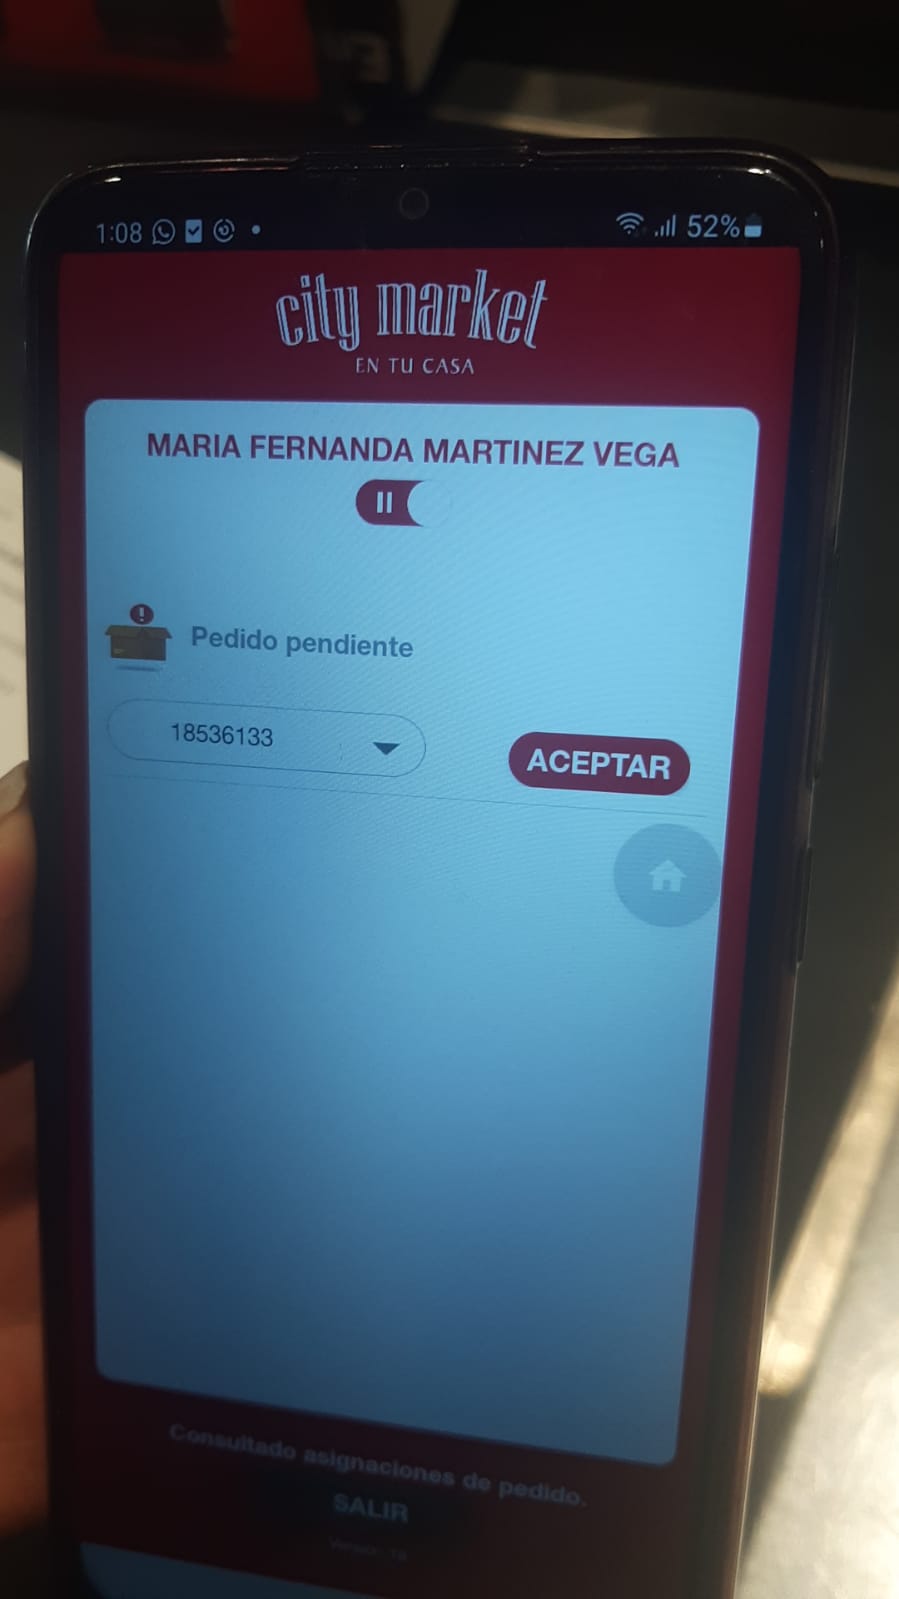 1:08
52%
city market
EN TU CASA
MARIA FERNANDA MARTINEZ VEGA
Pedido pendiente
18536133
ACEPTAR
Consultado asignaciones de pedido.
SALIR